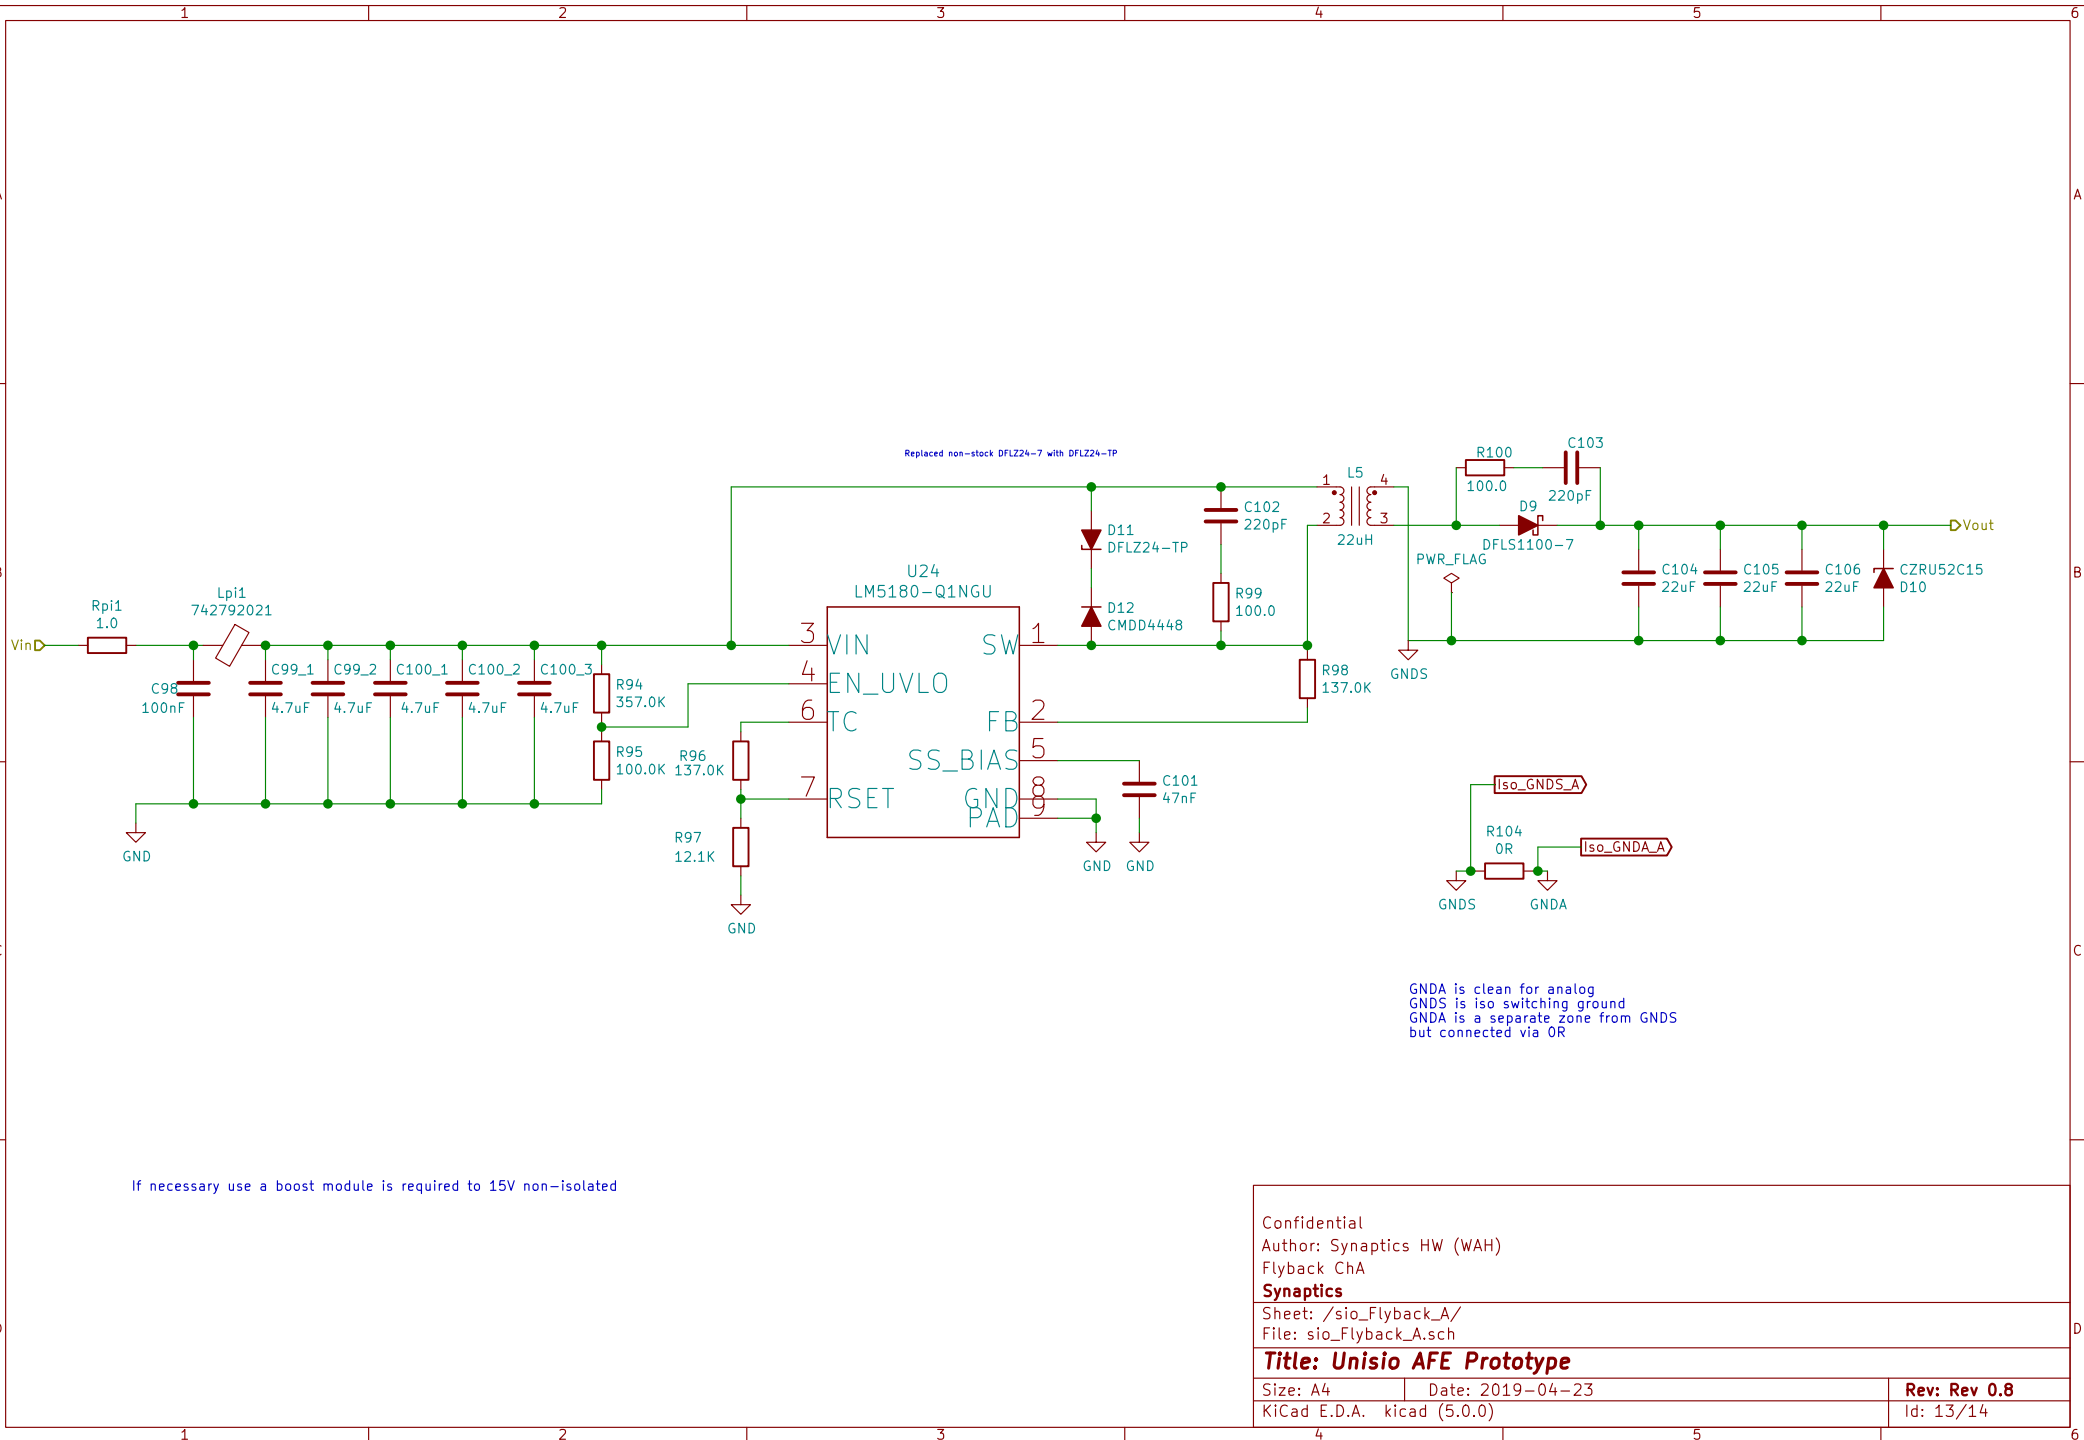 1 2 3 4 5 6
A A
B B
C C
D D
Replaced non-stock DFLZ24-7 with DFLZ24-TP
Vin
Rpi1
1.0
Lpi1
742792021
C98
100nF
C99_1
4.7uF
C99_2
4.7uF
C100_1
4.7uF
C100_2
4.7uF
C100_3
4.7uF
R94
357.0K
R95
100.0K
GND
R96
137.0K
R97
12.1K
GND
U24
LM5180-Q1NGU
3 VIN
4 EN_UVLO
6 TC
7 RSET
SW 1
FB 2
SS_BIAS 5
GND 8
PAD 9
GND
GND
C101
47nF
D11
DFLZ24-TP
D12
CMDD4448
C102
220pF
R99
100.0
R98
137.0K
L5
1 4
2 3
22uH
GNDS
PWR_FLAG
R100
100.0
C103
220pF
D9
DFLS1100-7
C104
22uF
C105
22uF
C106
22uF
CZRU52C15
D10
Vout
Iso_GNDS_A
R104
0R
Iso_GNDA_A
GNDS
GNDA
GNDA is clean for analog
GNDS is iso switching ground
GNDA is a separate zone from GNDS
but connected via 0R
If necessary use a boost module is required to 15V non-isolated
Confidential
Author: Synaptics HW (WAH)
Flyback ChA
Synaptics
Sheet: /sio_Flyback_A/
File: sio_Flyback_A.sch
Title: Unisio AFE Prototype
Size: A4 Date: 2019-04-23 Rev: Rev 0.8
KiCad E.D.A. kicad (5.0.0) Id: 13/14
1 2 3 4 5 6